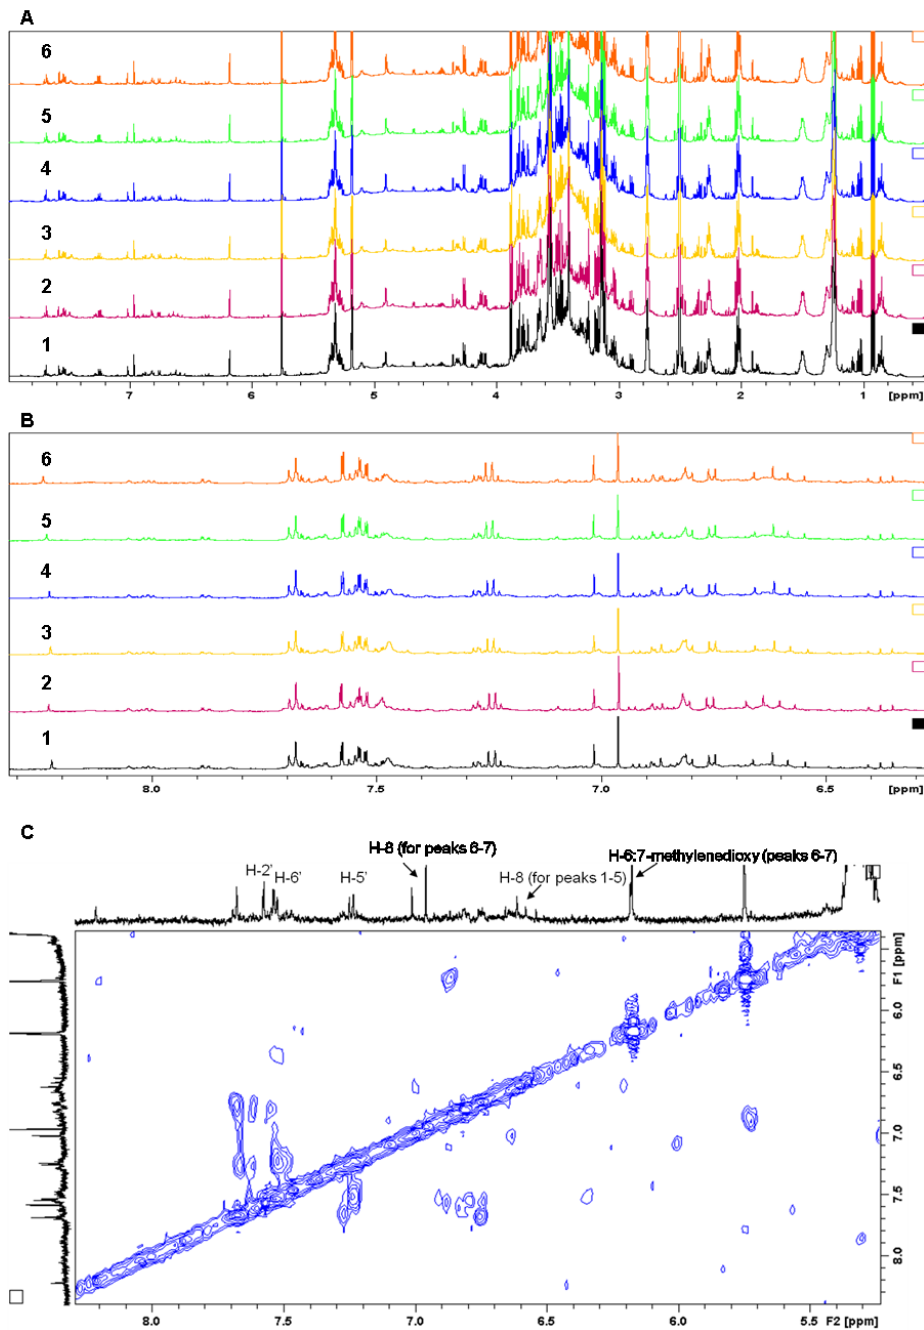 A
6
5
4
3
2
1
7 6 5 4 3 2 1 [ppm]
B
6
5
4
3
2
1
8.0 7.5 7.0 6.5 [ppm]
C
H-8 (for peaks 6-7)
H-6:7-methylenedioxy (peaks 6-7)
H-2'
H-6'
H-5'
H-8 (for peaks 1-5)
F1 [ppm]
6.0
6.5
7.0
7.5
8.0
8.0 7.5 7.0 6.5 6.0 5.5 F2 [ppm]